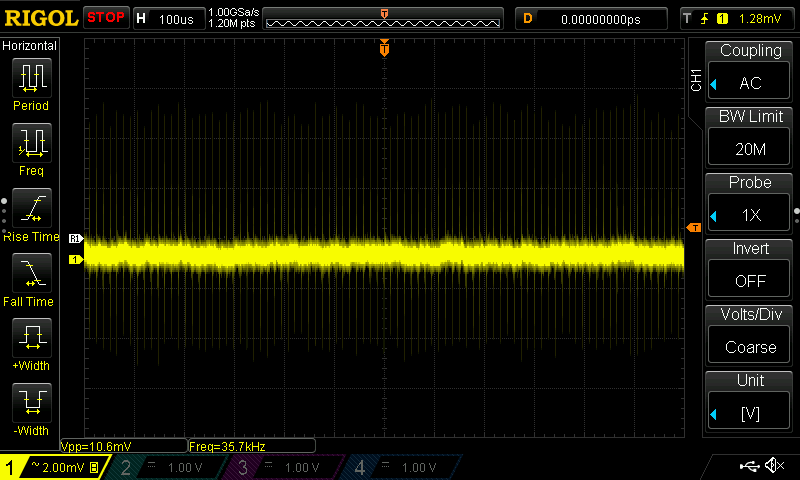 RIGOL STOP H 100us 1.00GSa/s 1.20M pts T D 0.00000000ps T 1 1.28mV
Horizontal
Period
Freq
Rise Time
Fall Time
+Width
-Width
T
R1
1
T
CH1
Coupling
AC
BW Limit
20M
Probe
1X
Invert
OFF
Volts/Div
Coarse
Unit
[V]
Vpp=10.6mV Freq=35.7kHz
1 ~ 2.00mV B 2 1.00 V 3 1.00 V 4 1.00 V